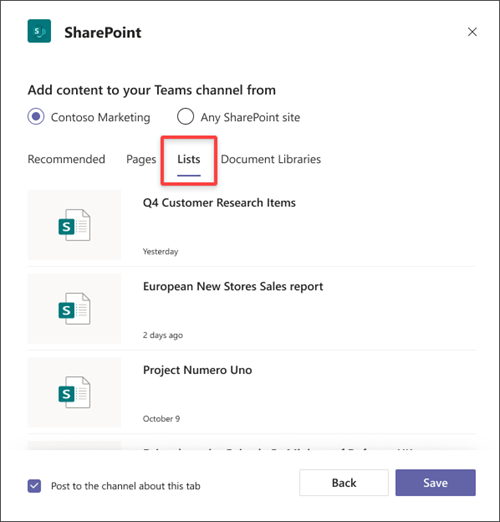 SharePoint
Add content to your Teams channel from
Contoso Marketing Any SharePoint site
Recommended Pages Lists Document Libraries
Q4 Customer Research Items
Yesterday
European New Stores Sales report
2 days ago
Project Numero Uno
October 9
Post to the channel about this tab
Back Save